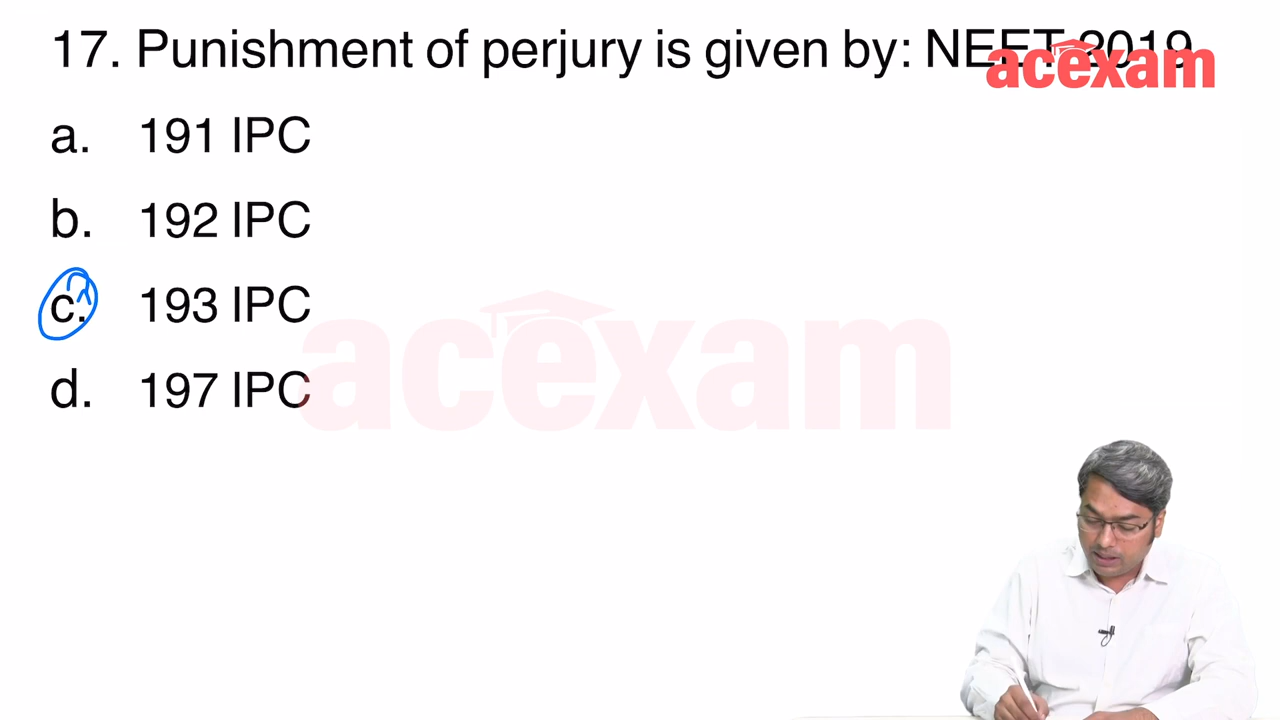 17. Punishment of perjury is given by: NEET 2019
acexam
a. 191 IPC
b. 192 IPC
c. 193 IPC
d. 197 IPC
acexam